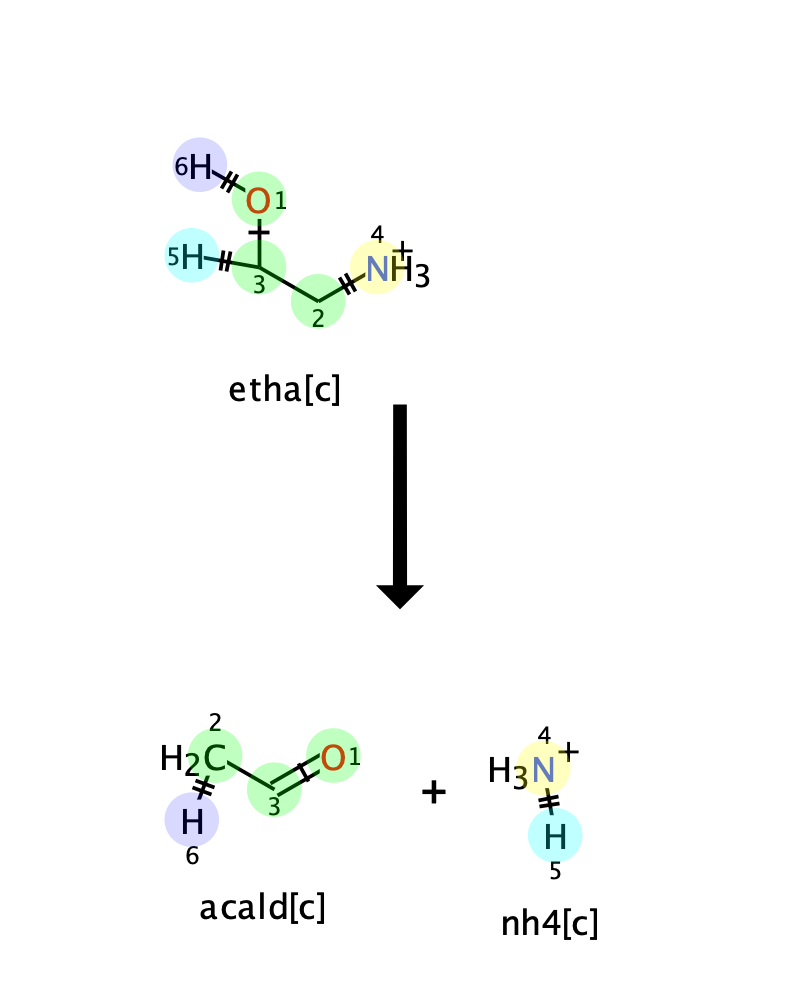 6H
O1
4
+
5H
NH3
3
2
etha[c]
2
4
+
H2C
O1
H3N
3
+
H
H
6
5
acald[c]
nh4[c]